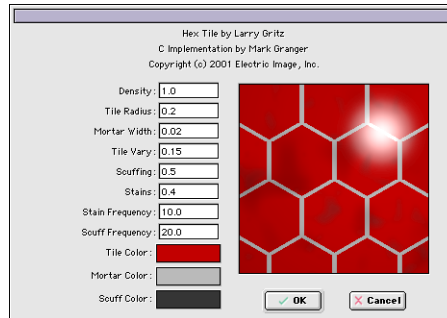 Hex Tile by Larry Gritz
C Implementation by Mark Granger
Copyright (c) 2001 Electric Image, Inc.
Density: 1.0
Tile Radius: 0.2
Mortar Width: 0.02
Tile Vary: 0.15
Scuffing: 0.5
Stains: 0.4
Stain Frequency: 10.0
Scuff Frequency: 20.0
Tile Color:
Mortar Color:
Scuff Color:
OK
Cancel